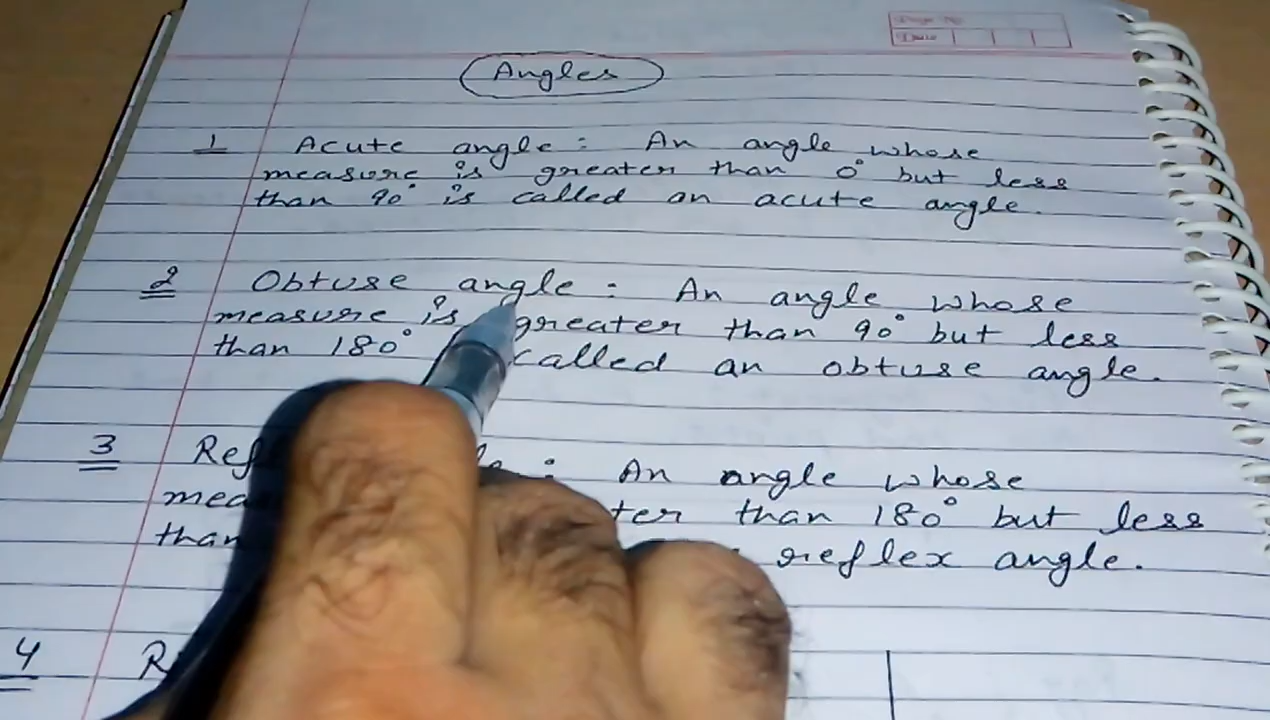 Page No.
Date
Angles
1 Acute angle: An angle whose
measure is greater than 0° but less
than 90° is called an acute angle.
2 Obtuse angle: An angle whose
measure is greater than 90° but less
than 180° called an obtuse angle.
3 : An angle whose
than 180° but less
than reflex angle.
4